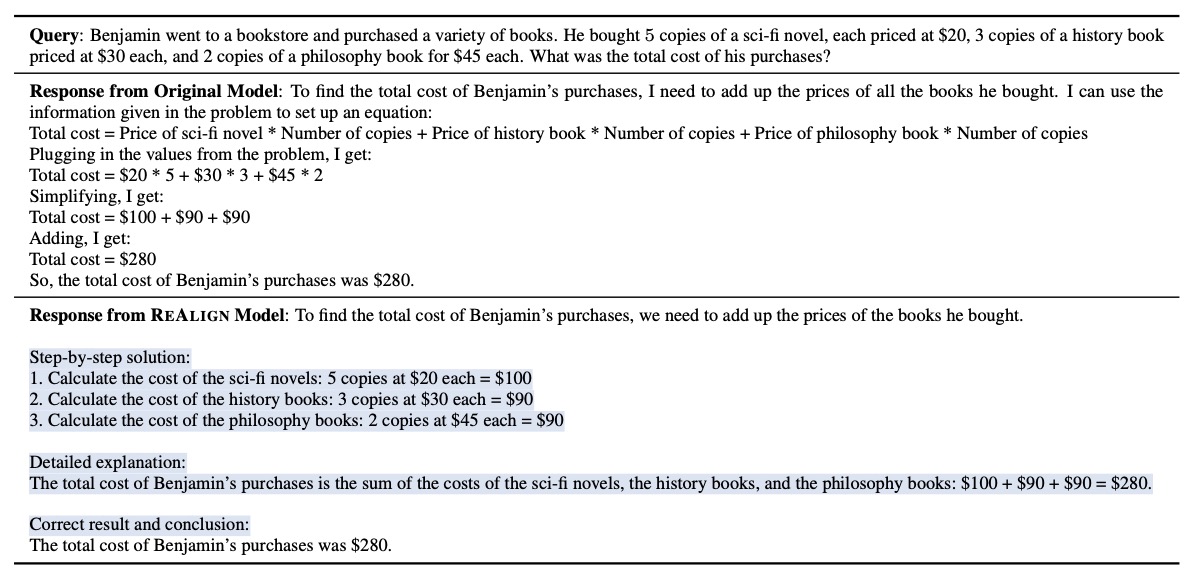 Query: Benjamin went to a bookstore and purchased a variety of books. He bought 5 copies of a sci-fi novel, each priced at $20, 3 copies of a history book
priced at $30 each, and 2 copies of a philosophy book for $45 each. What was the total cost of his purchases?
Response from Original Model: To find the total cost of Benjamin's purchases, I need to add up the prices of all the books he bought. I can use the
information given in the problem to set up an equation:
Total cost = Price of sci-fi novel * Number of copies + Price of history book * Number of copies + Price of philosophy book * Number of copies
Plugging in the values from the problem, I get:
Total cost = $20 * 5 + $30 * 3 + $45 * 2
Simplifying, I get:
Total cost = $100 + $90 + $90
Adding, I get:
Total cost = $280
So, the total cost of Benjamin's purchases was $280.
Response from REALIGN Model: To find the total cost of Benjamin's purchases, we need to add up the prices of the books he bought.
Step-by-step solution:
1. Calculate the cost of the sci-fi novels: 5 copies at $20 each = $100
2. Calculate the cost of the history books: 3 copies at $30 each = $90
3. Calculate the cost of the philosophy books: 2 copies at $45 each = $90
Detailed explanation:
The total cost of Benjamin's purchases is the sum of the costs of the sci-fi novels, the history books, and the philosophy books: $100 + $90 + $90 = $280.
Correct result and conclusion:
The total cost of Benjamin's purchases was $280.